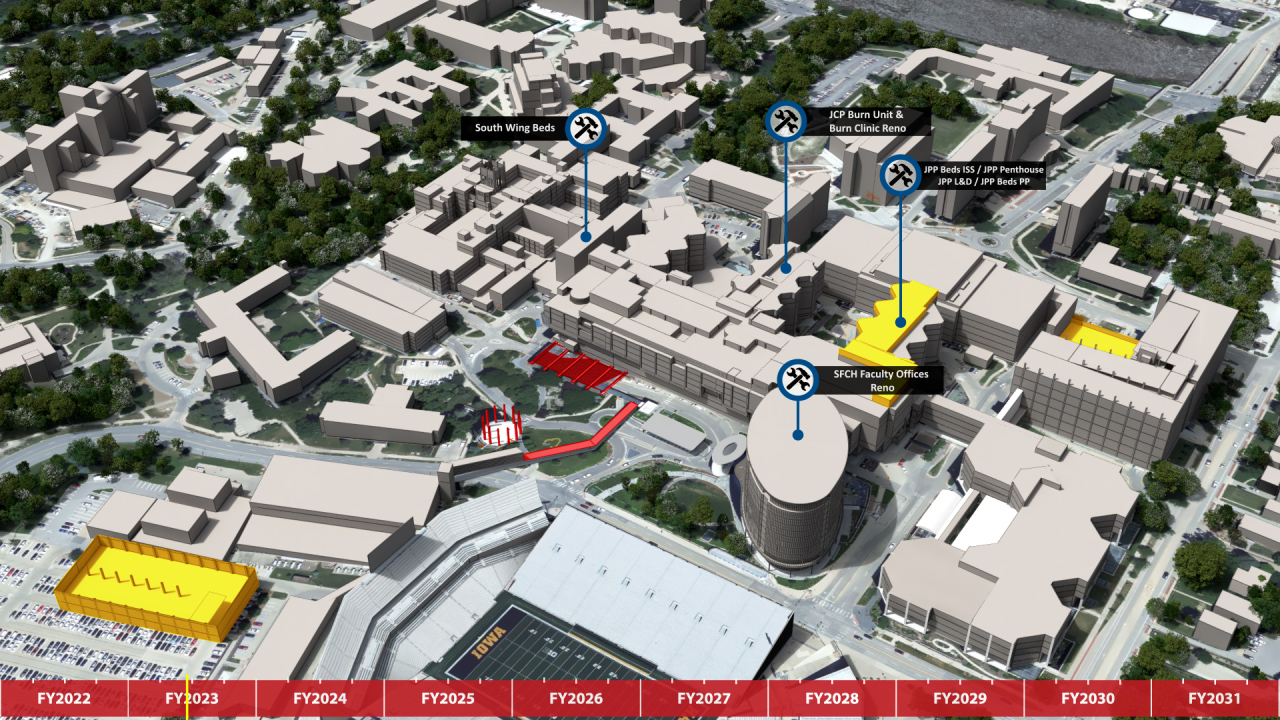 South Wing Beds
JCP Burn Unit &
Burn Clinic Reno
JPP Beds ISS / JPP Penthouse
JPP L&D / JPP Beds PP
SFCH Faculty Offices
Reno
IOWA
FY2022
FY2023
FY2024
FY2025
FY2026
FY2027
FY2028
FY2029
FY2030
FY2031